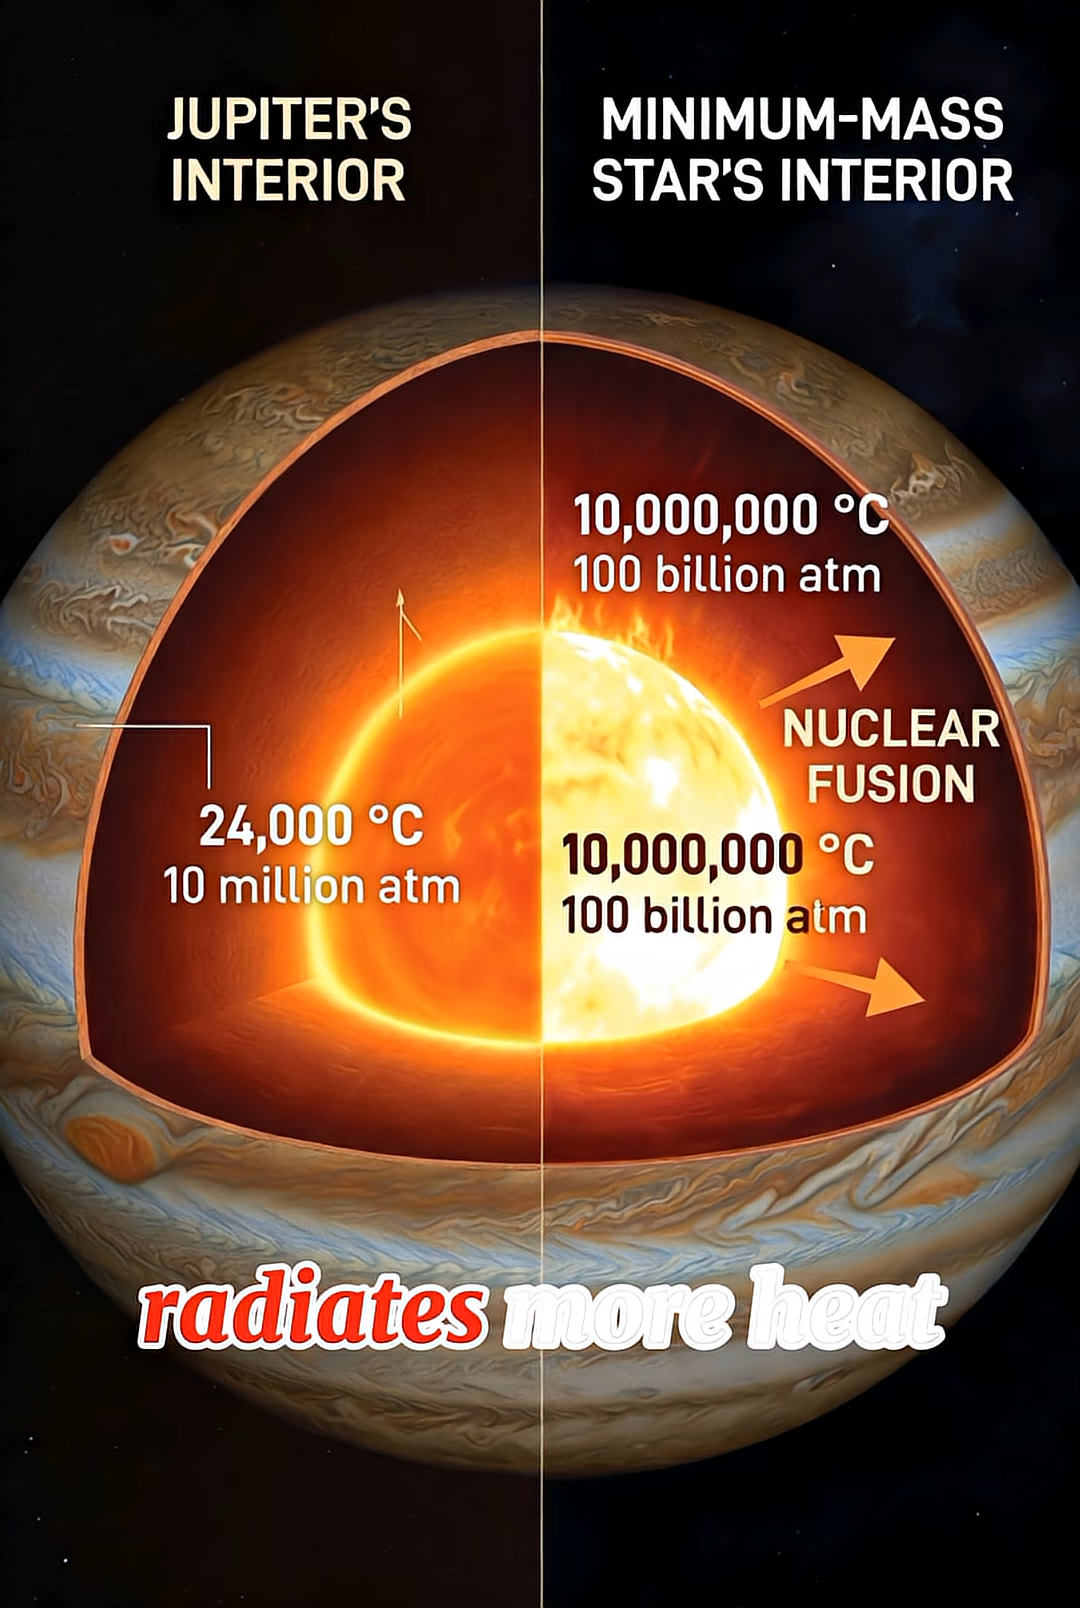 JUPITER'S
INTERIOR
MINIMUM-MASS
STAR'S INTERIOR
10,000,000 °C
100 billion atm
NUCLEAR
FUSION
24,000 °C
10 million atm
10,000,000 °C
100 billion atm
radiates more heat